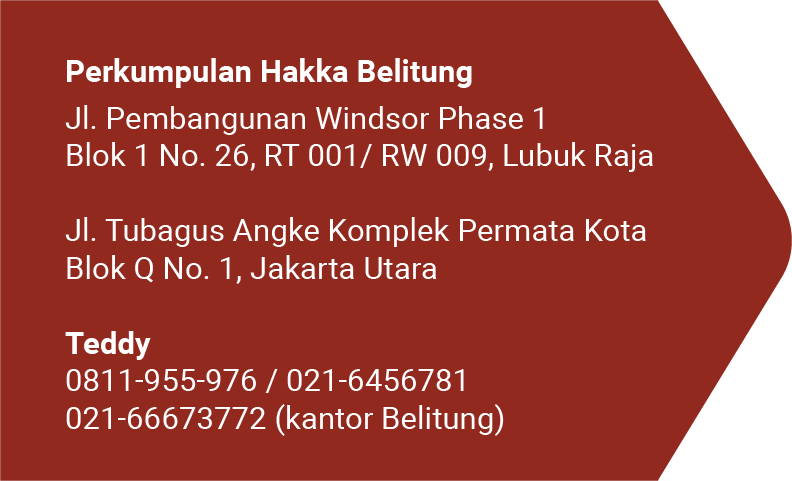 Perkumpulan Hakka Belitung
Jl. Pembangunan Windsor Phase 1
Blok 1 No. 26, RT 001/ RW 009, Lubuk Raja
Jl. Tubagus Angke Komplek Permata Kota
Blok Q No. 1, Jakarta Utara
Teddy
0811-955-976 / 021-6456781
021-66673772 (kantor Belitung)